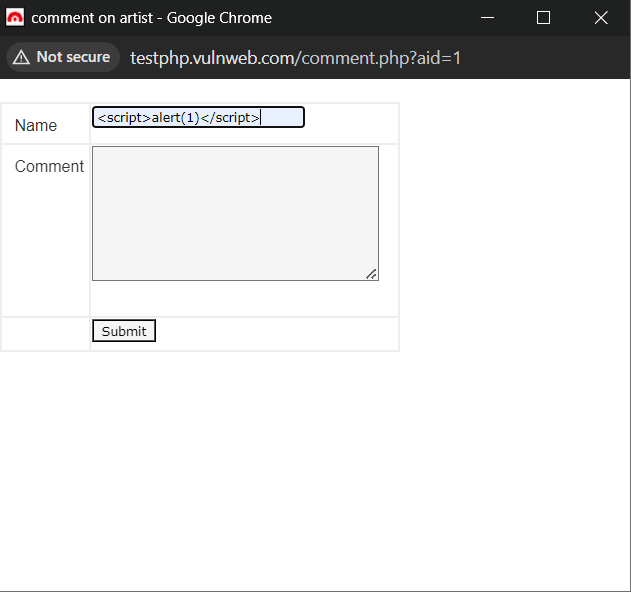 comment on artist - Google Chrome
Not secure testphp.vulnweb.com/comment.php?aid=1
Name <script>alert(1)</script>
Comment
Submit